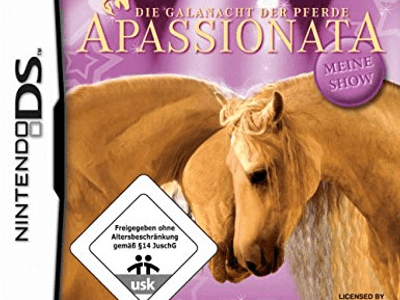 DIE GALANACHT DER PFERDE
APASSIONATA
MEINE
SHOW
NINTENDO DS
Freigegeben ohne
Altersbeschränkung
gemäß §14 JuSchG
usk
LICENSED BY